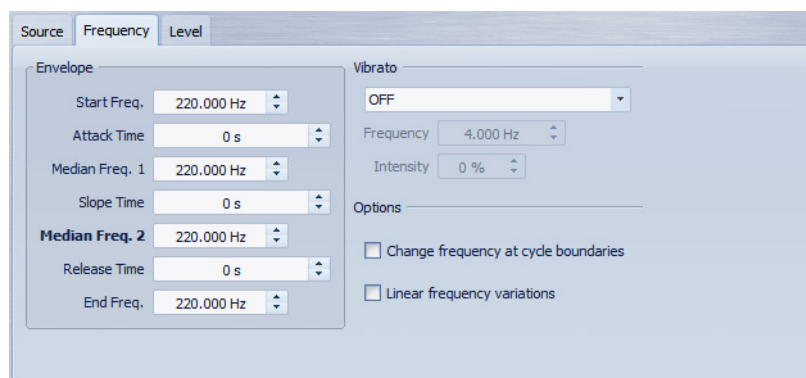 Source Frequency Level
Envelope
Start Freq. 220.000 Hz
Attack Time 0 s
Median Freq. 1 220.000 Hz
Slope Time 0 s
Median Freq. 2 220.000 Hz
Release Time 0 s
End Freq. 220.000 Hz
Vibrato
OFF
Frequency 4.000 Hz
Intensity 0 %
Options
Change frequency at cycle boundaries
Linear frequency variations